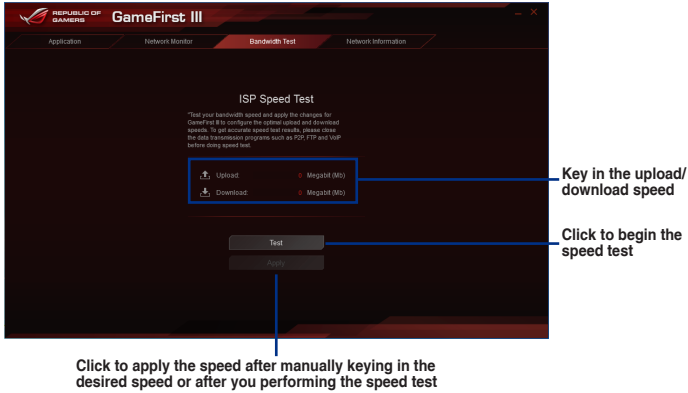 REPUBLIC OF
GAMERS
GameFirst III
Application
Network Monitor
Bandwidth Test
Network Information
ISP Speed Test
*Test your bandwidth speed and apply the changes for
GameFirst III to configure the optimal upload and download
speeds. To get accurate speed test results, please close
the data transmission programs such as P2P, FTP and VoIP
before doing speed test.
Upload: 0 Megabit (Mb)
Download: 0 Megabit (Mb)
Key in the upload/
download speed
Test
Click to begin the
speed test
Apply
Click to apply the speed after manually keying in the
desired speed or after you performing the speed test